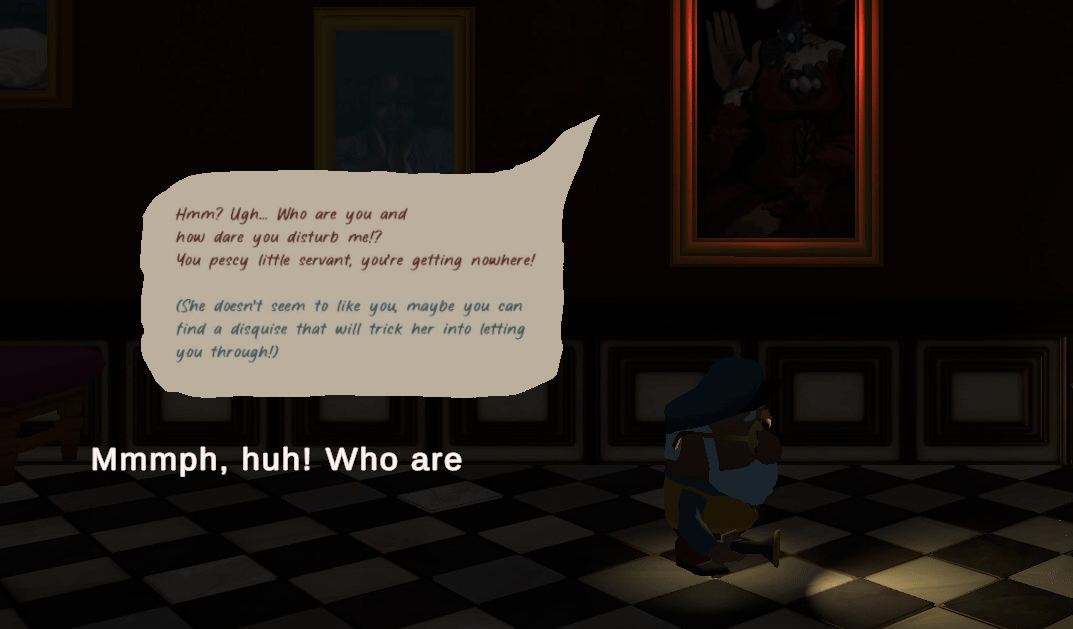 Hmm? Ugh... Who are you and
how dare you disturb me!?
You pescy little servant, you're getting nowhere!
(She doesn't seem to like you, maybe you can
find a disguise that will trick her into letting
you through!)
Mmmph, huh! Who are